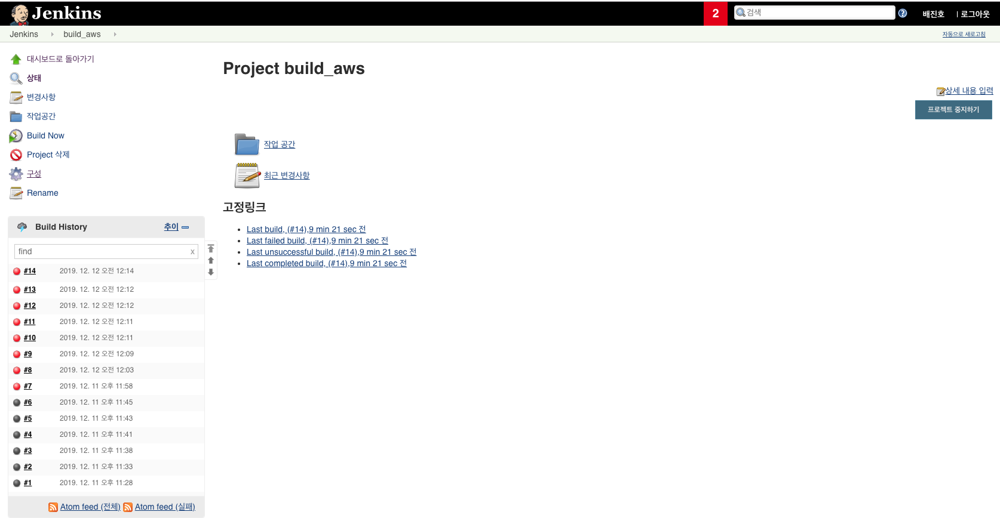 Jenkins
2
검색
배진호
| 로그아웃
Jenkins
build_aws
자동으로 새로고침
대시보드로 돌아가기
상태
변경사항
작업공간
Build Now
Project 삭제
구성
Rename
Project build_aws
상세 내용 입력
프로젝트 중지하기
작업 공간
최근 변경사항
고정링크
Last build, (#14),9 min 21 sec 전
Last failed build, (#14),9 min 21 sec 전
Last unsuccessful build, (#14),9 min 21 sec 전
Last completed build, (#14),9 min 21 sec 전
Build History 추이
find x
#14 2019. 12. 12 오전 12:14
#13 2019. 12. 12 오전 12:12
#12 2019. 12. 12 오전 12:12
#11 2019. 12. 12 오전 12:11
#10 2019. 12. 12 오전 12:11
#9 2019. 12. 12 오전 12:09
#8 2019. 12. 12 오전 12:03
#7 2019. 12. 11 오후 11:58
#6 2019. 12. 11 오후 11:45
#5 2019. 12. 11 오후 11:43
#4 2019. 12. 11 오후 11:41
#3 2019. 12. 11 오후 11:38
#2 2019. 12. 11 오후 11:33
#1 2019. 12. 11 오후 11:28
Atom feed (전체) Atom feed (실패)